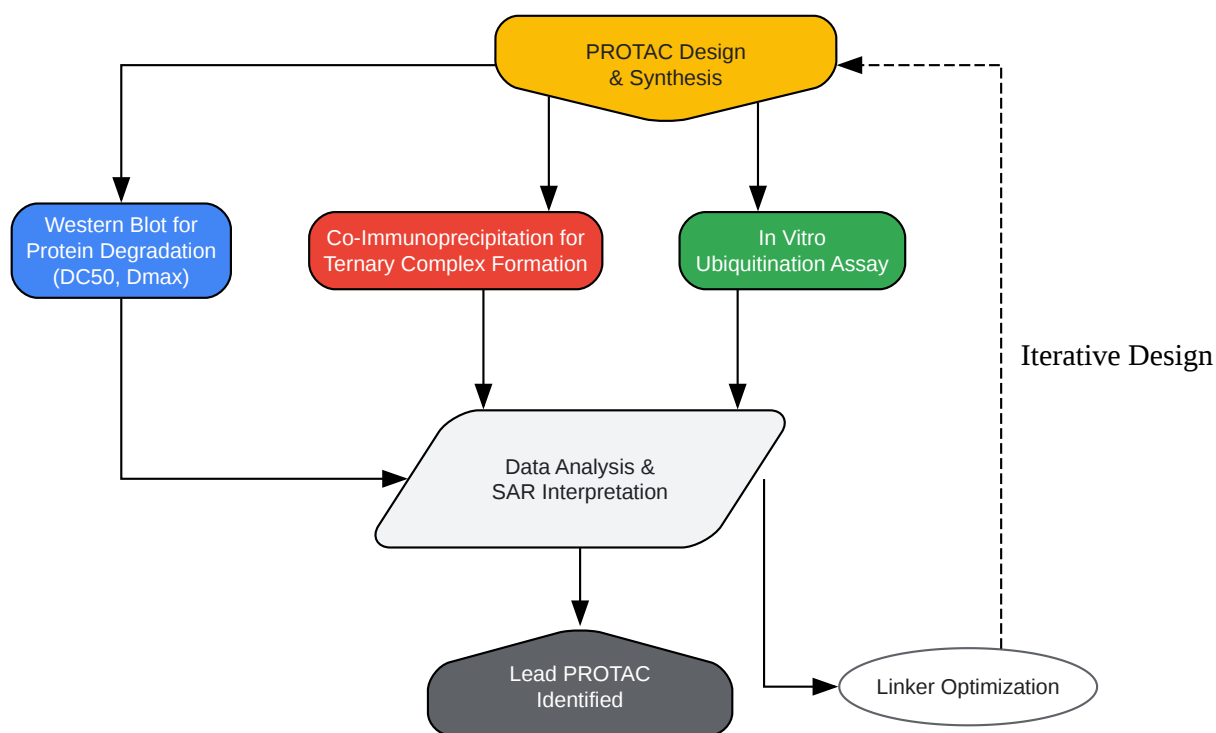 PROTAC Design
& Synthesis
Western Blot for
Protein Degradation
(DC50, Dmax)
Co-Immunoprecipitation for
Ternary Complex Formation
In Vitro
Ubiquitination Assay
Iterative Design
Data Analysis &
SAR Interpretation
Lead PROTAC
Identified
Linker Optimization